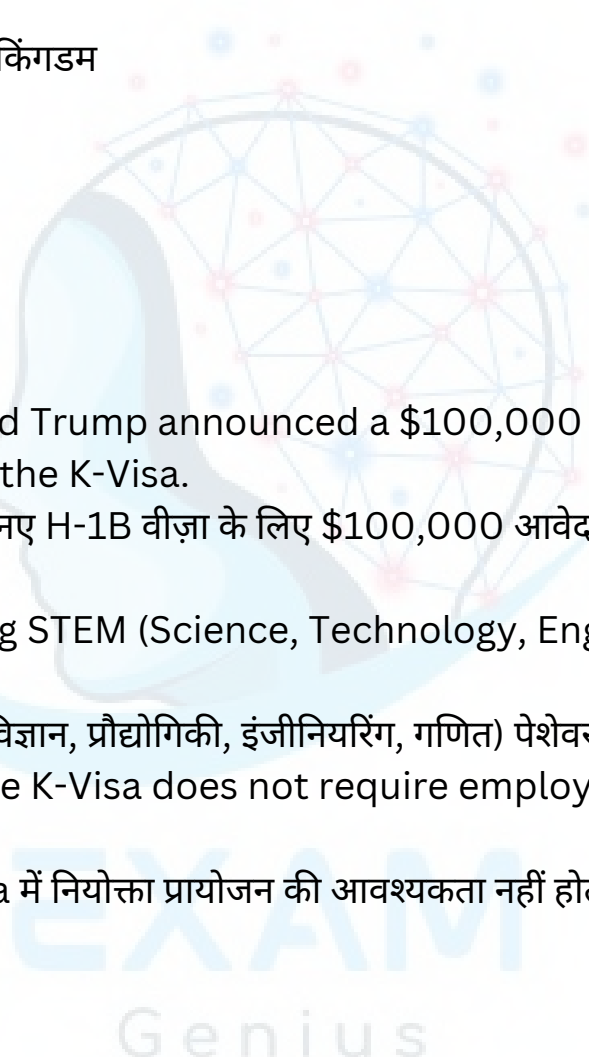 किंगडम
d Trump announced a $100,000
the K-Visa.
नए H-1B वीज़ा के लिए $100,000 आवेद
g STEM (Science, Technology, Eng
विज्ञान, प्रौद्योगिकी, इंजीनियरिंग, गणित) पेशेव
e K-Visa does not require employ
a में नियोक्ता प्रायोजन की आवश्यकता नहीं हो
EXAM
Genius